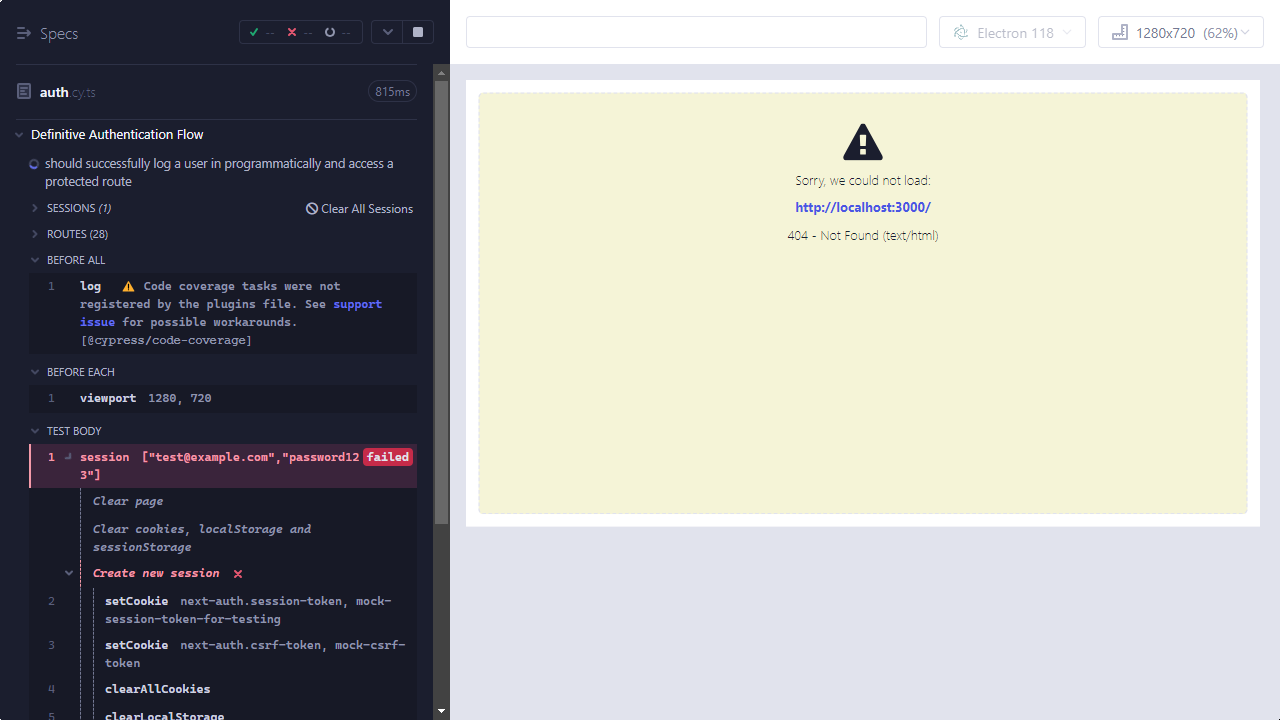 Specs
-- -- --
Electron 118
1280x720 (62%)
auth.cy.ts
815ms
Definitive Authentication Flow
should successfully log a user in programmatically and access a
protected route
SESSIONS (1)
Clear All Sessions
ROUTES (28)
BEFORE ALL
1 log ⚠ Code coverage tasks were not
registered by the plugins file. See support
issue for possible workarounds.
[@cypress/code-coverage]
BEFORE EACH
1 viewport 1280, 720
TEST BODY
1 session ["test@example.com","password12 failed
3"]
Clear page
Clear cookies, localStorage and
sessionStorage
Create new session
2 setCookie next-auth.session-token, mock-
session-token-for-testing
3 setCookie next-auth.csrf-token, mock-csrf-
token
4 clearAllCookies
5 clearLocalStorage
Sorry, we could not load:
http://localhost:3000/
404 - Not Found (text/html)